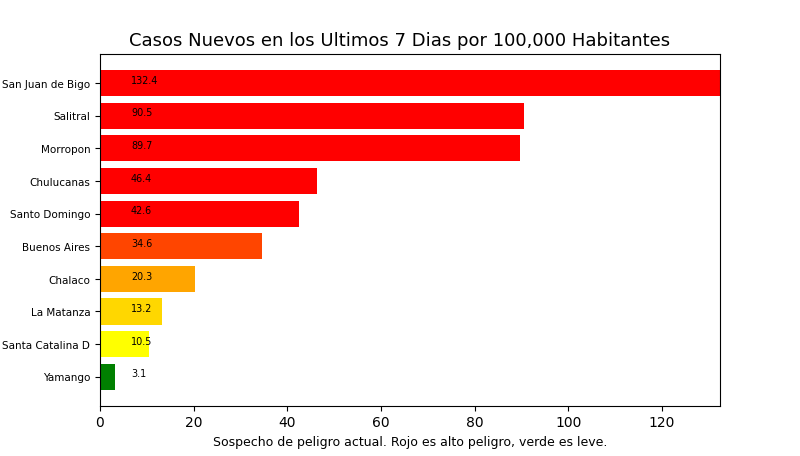 Casos Nuevos en los Ultimos 7 Dias por 100,000 Habitantes
San Juan de Bigo 132.4
Salitral 90.5
Morropon 89.7
Chulucanas 46.4
Santo Domingo 42.6
Buenos Aires 34.6
Chalaco 20.3
La Matanza 13.2
Santa Catalina D 10.5
Yamango 3.1
0 20 40 60 80 100 120
Sospecho de peligro actual. Rojo es alto peligro, verde es leve.